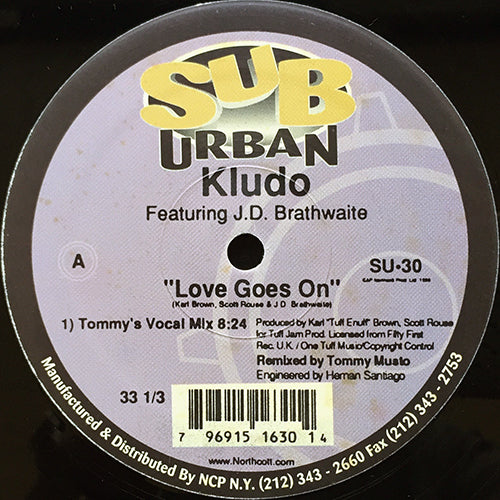 SUB
URBAN
Kludo
Featuring J.D. Brathwaite
A
SU•30
"Love Goes On"
(Karl Brown, Scott Rouse & J D Brathwaite)
1) Tommy's Vocal Mix 8:24
Produced by Karl "Tuff Enuff" Brown, Scott Rouse
for Tuff Jam Prod. Licensed from Fifty First
Rec. U.K. / One Tuff Music/Copyright Control
Remixed by Tommy Musto
Engineered by Hernan Santiago
33 1/3
7 96915 1630 1 4
www.Northcott.com
Manufactured & Distributed By NCP N.Y. (212) 343 - 2660 Fax (212) 343 - 2753